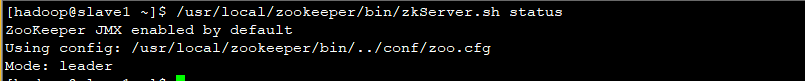 [hadoop@slave1 ~]$ /usr/local/zookeeper/bin/zkServer.sh status
ZooKeeper JMX enabled by default
Using config: /usr/local/zookeeper/bin/../conf/zoo.cfg
Mode: leader